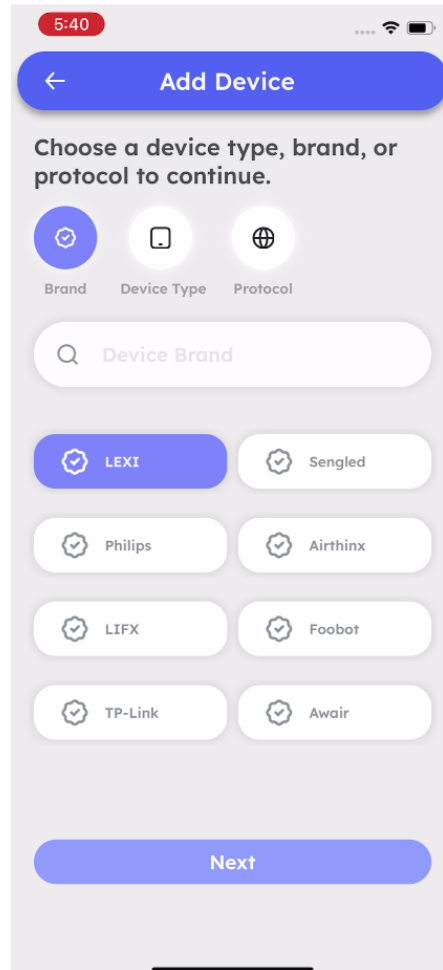 5:40
Add Device
Choose a device type, brand, or
protocol to continue.
Brand Device Type Protocol
Device Brand
LEXI Sengled
Philips Airthinx
LIFX Foobot
TP-Link Awair
Next